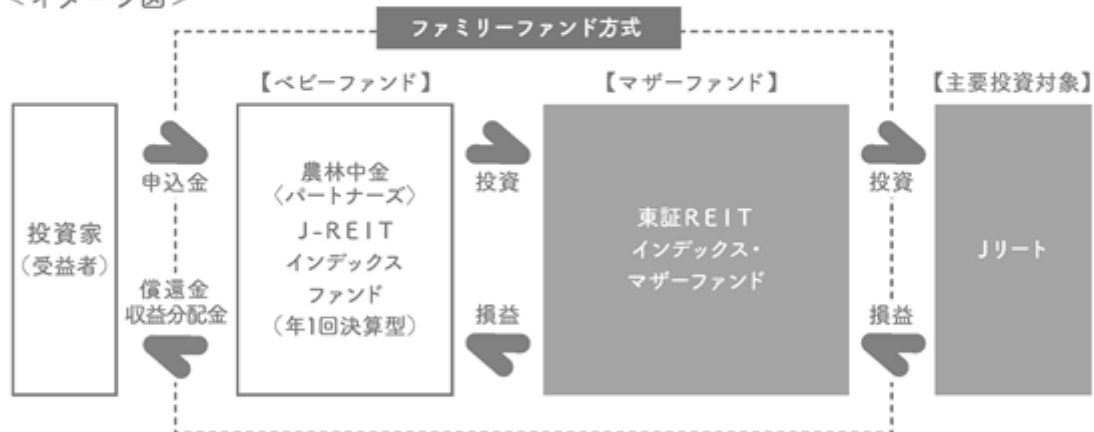 <イメージ図>
ファミリーファンド方式
【ベビーファンド】
【マザーファンド】
【主要投資対象】
投資家
（受益者）
申込金
償還金
収益分配金
農林中金
〈パートナーズ〉
J-REIT
インデックス
ファンド
（年1回決算型）
投資
損益
東証REIT
インデックス・
マザーファンド
投資
損益
Jリート